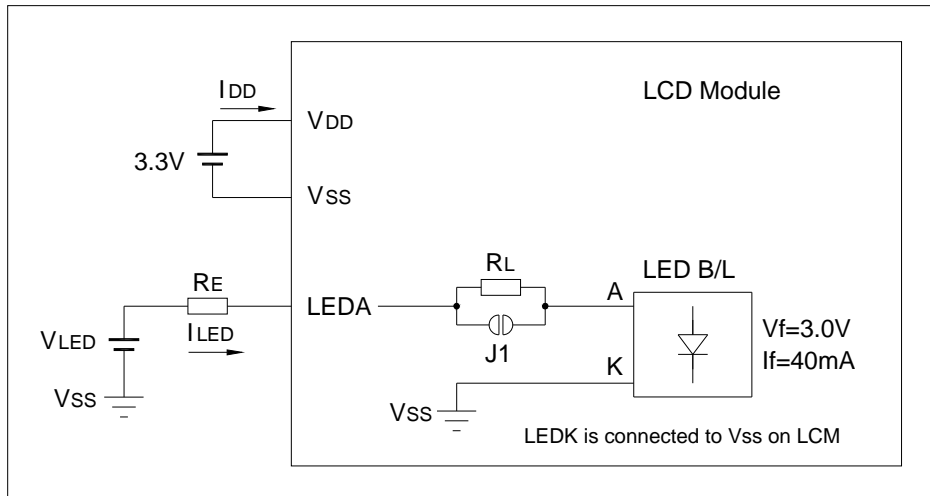 LCD Module
IDD
VDD
3.3V
VSS
RE
LEDA
RL
A
LED B/L
VLED
ILED
J1
K
Vf=3.0V
If=40mA
VSS
VSS
LEDK is connected to Vss on LCM